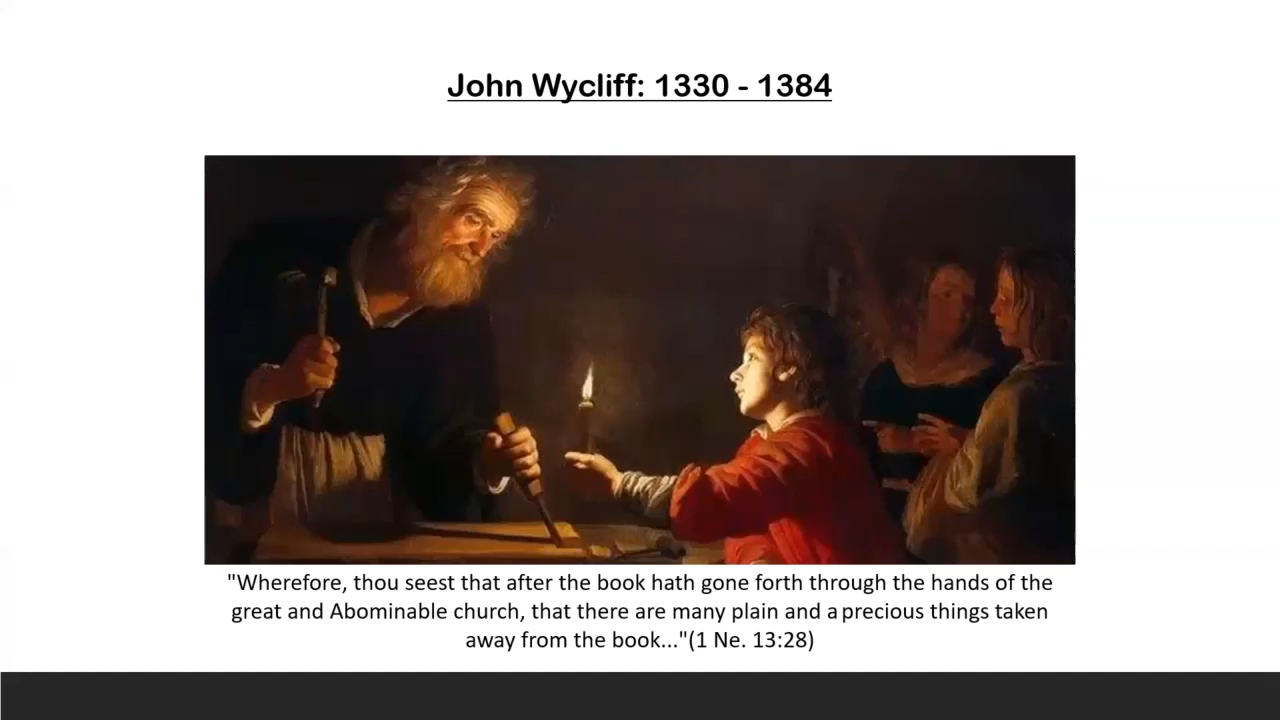 John Wycliff: 1330 - 1384
"Wherefore, thou seest that after the book hath gone forth through the hands of the
great and Abominable church, that there are many plain and a precious things taken
away from the book..."(1 Ne. 13:28)